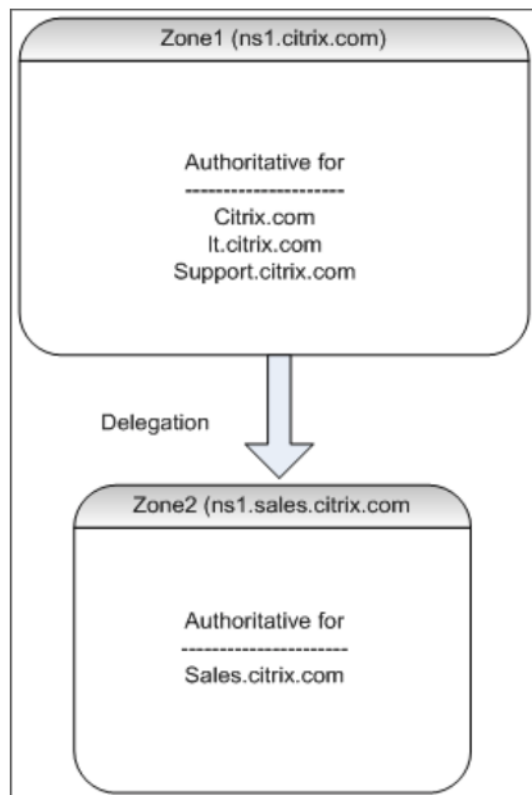 Zone1 (ns1.citrix.com)
Authoritative for
---------------------
Citrix.com
It.citrix.com
Support.citrix.com
Delegation
Zone2 (ns1.sales.citrix.com
Authoritative for
----------------------
Sales.citrix.com